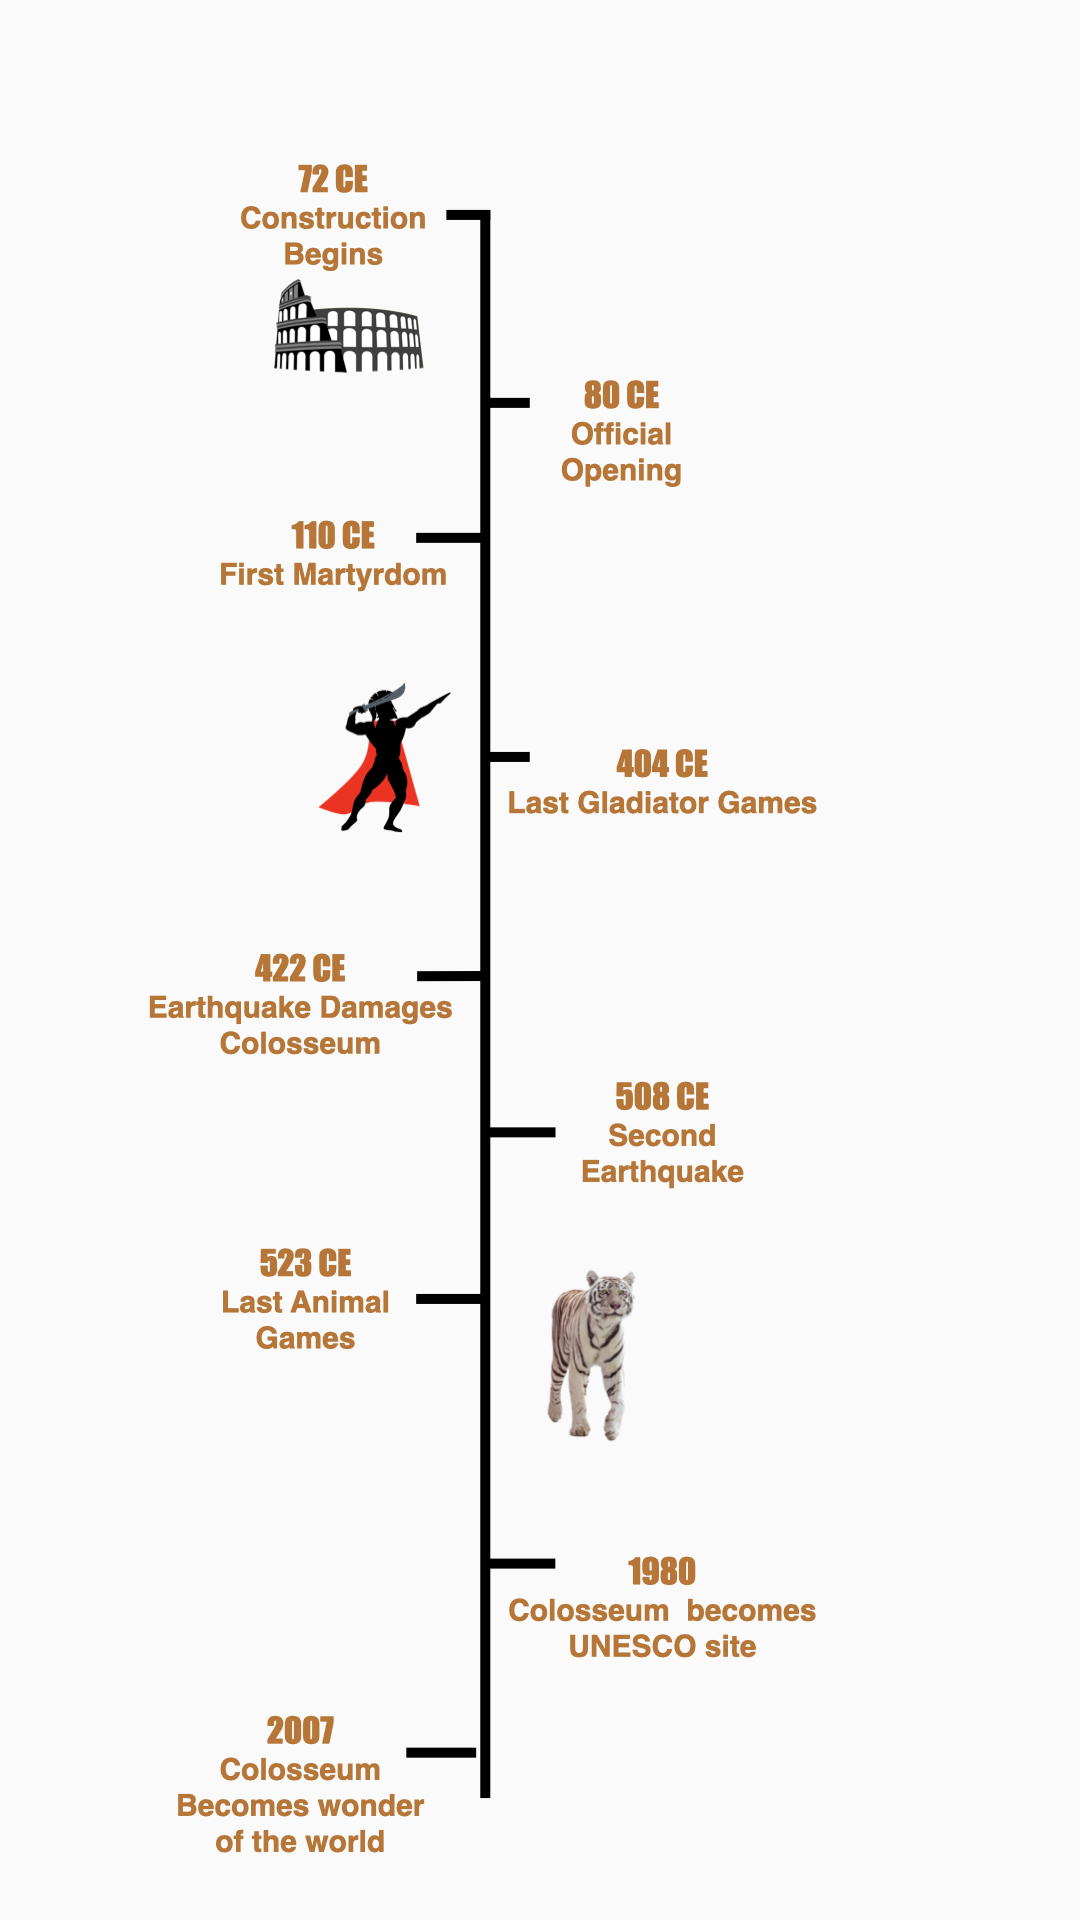 72 CE
Construction
Begins
80 CE
Official
Opening
110 CE
First Martyrdom
404 CE
Last Gladiator Games
422 CE
Earthquake Damages
Colosseum
508 CE
Second
Earthquake
523 CE
Last Animal
Games
1980
Colosseum  becomes
UNESCO site
2007
Colosseum
Becomes wonder
of the world